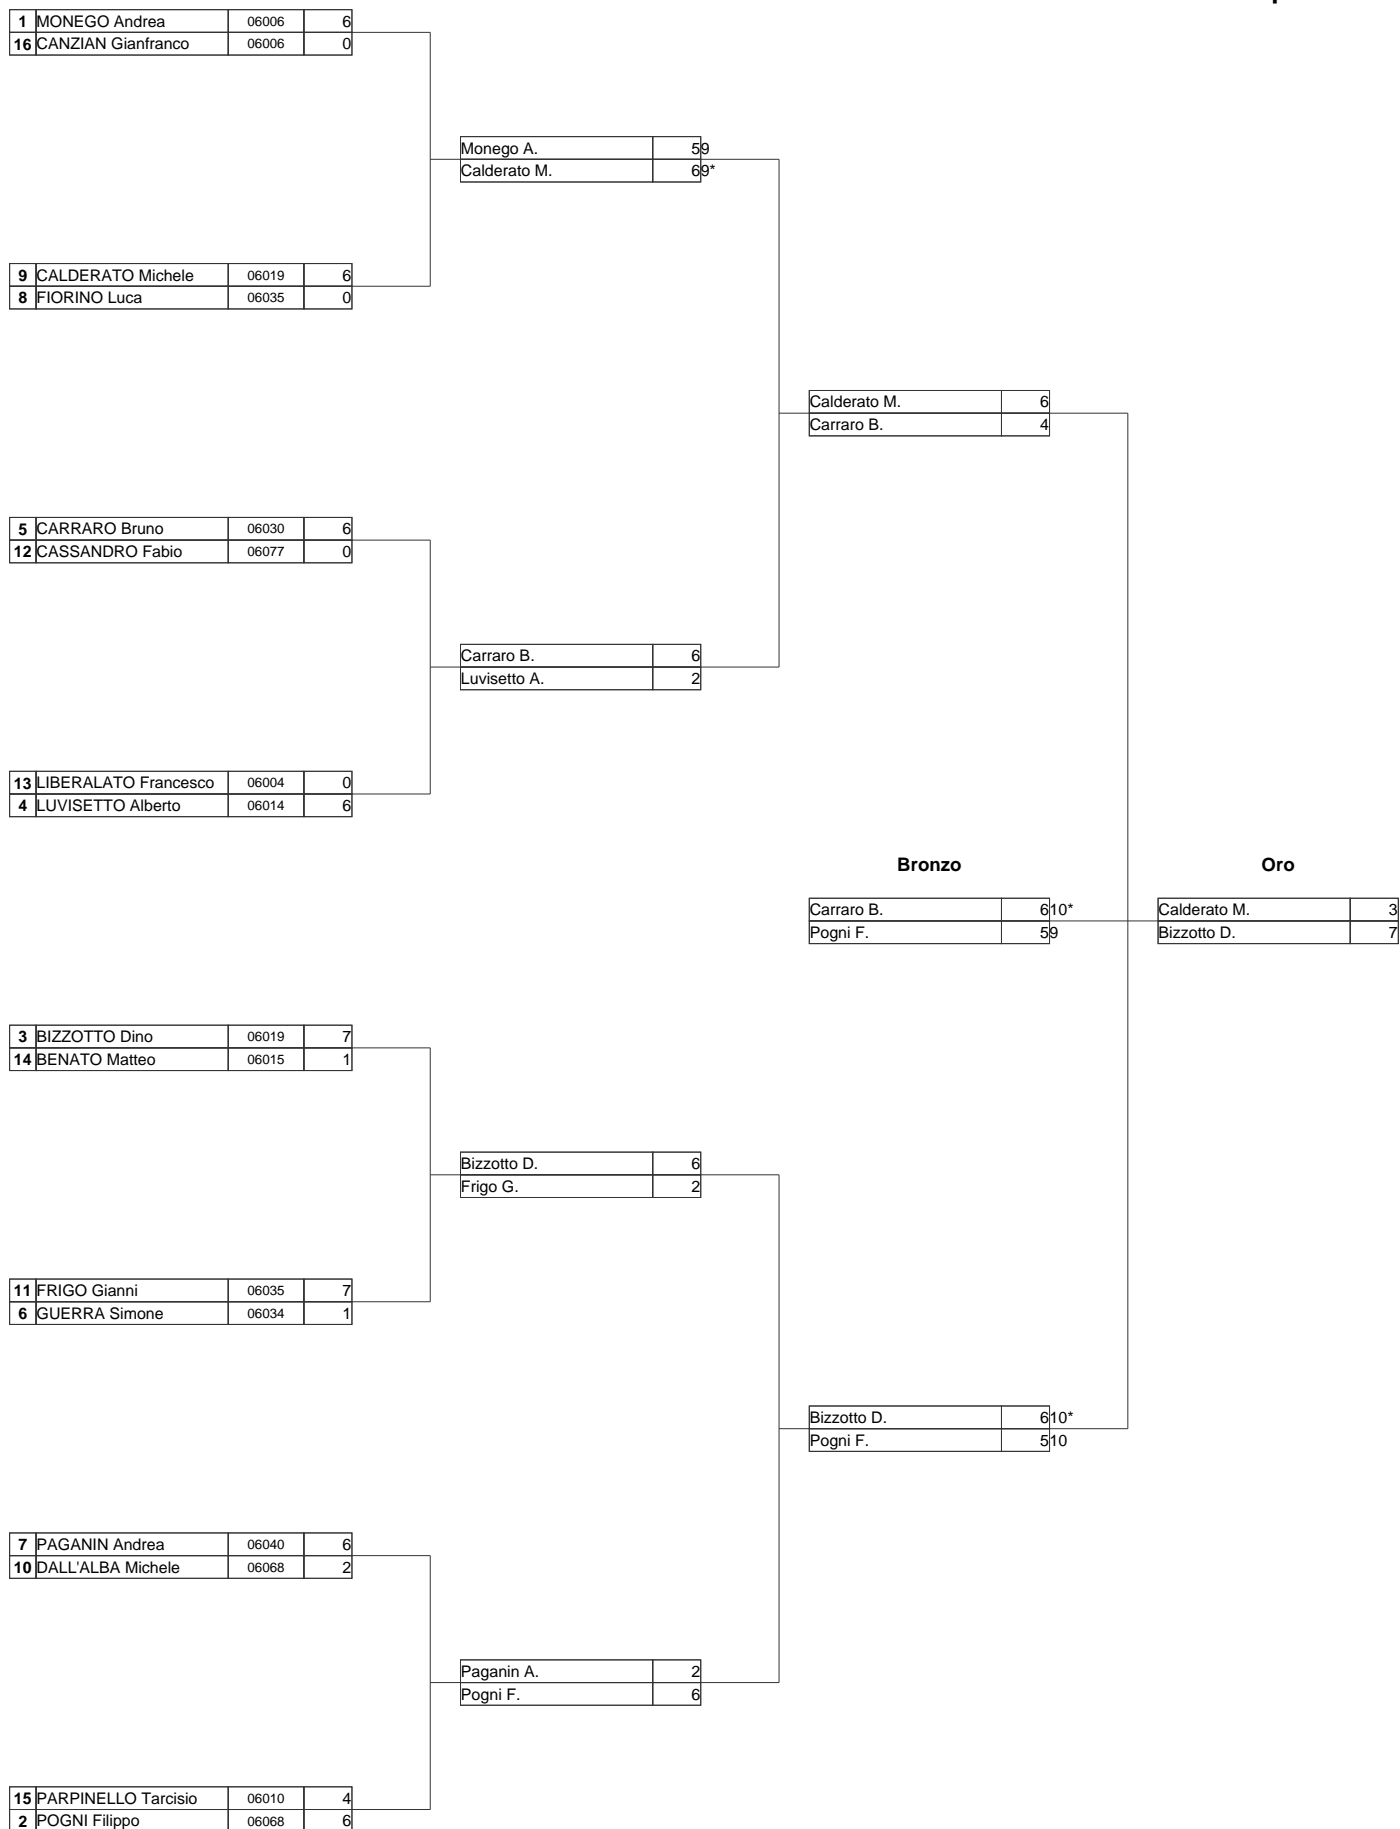 1 MONEGO Andrea 06006 6
16 CANZIAN Gianfranco 06006 0
Monego A. 5 9
Calderato M. 6 9*
9 CALDERATO Michele 06019 6
8 FIORINO Luca 06035 0
Calderato M. 6
Carraro B. 4
5 CARRARO Bruno 06030 6
12 CASSANDRO Fabio 06077 0
Carraro B. 6
Luvisetto A. 2
13 LIBERALATO Francesco 06004 0
4 LUVISETTO Alberto 06014 6
Bronzo Oro
Carraro B. 6 10* Calderato M. 3
Pogni F. 5 9 Bizzotto D. 7
3 BIZZOTTO Dino 06019 7
14 BENATO Matteo 06015 1
Bizzotto D. 6
Frigo G. 2
11 FRIGO Gianni 06035 7
6 GUERRA Simone 06034 1
Bizzotto D. 6 10*
Pogni F. 5 10
7 PAGANIN Andrea 06040 6
10 DALL'ALBA Michele 06068 2
Paganin A. 2
Pogni F. 6
15 PARPINELLO Tarcisio 06010 4
2 POGNI Filippo 06068 6